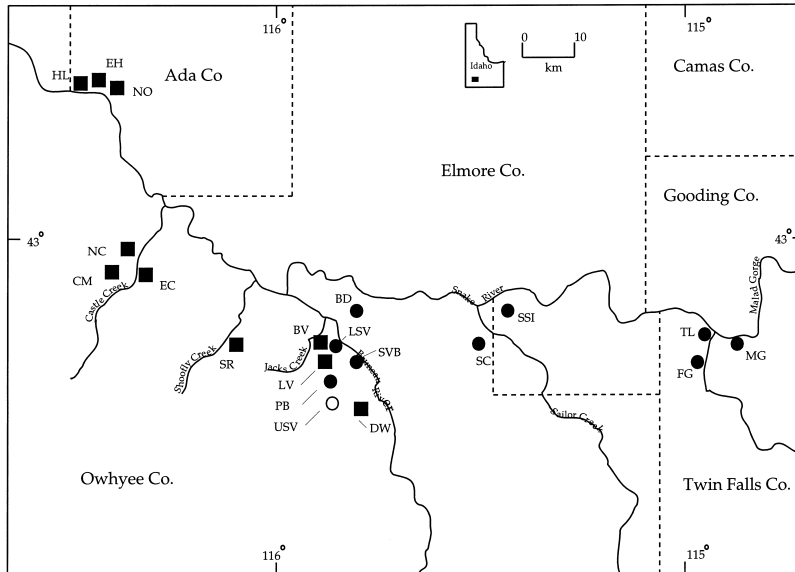 116°
115°
EH
HL
NO
Ada Co
Idaho
0 10
km
Camas Co.
Elmore Co.
Gooding Co.
43°
43°
NC
CM
EC
Castle Creek
Malad Gorge
Snake River
BD
SSI
BV
LSV
TL
SVB
SC
MG
Shoofly Creek
SR
Jacks Creek
Bruneau River
FG
LV
PB
USV
DW
Sailor Creek
Owhyee Co.
Twin Falls Co.
116°
115°